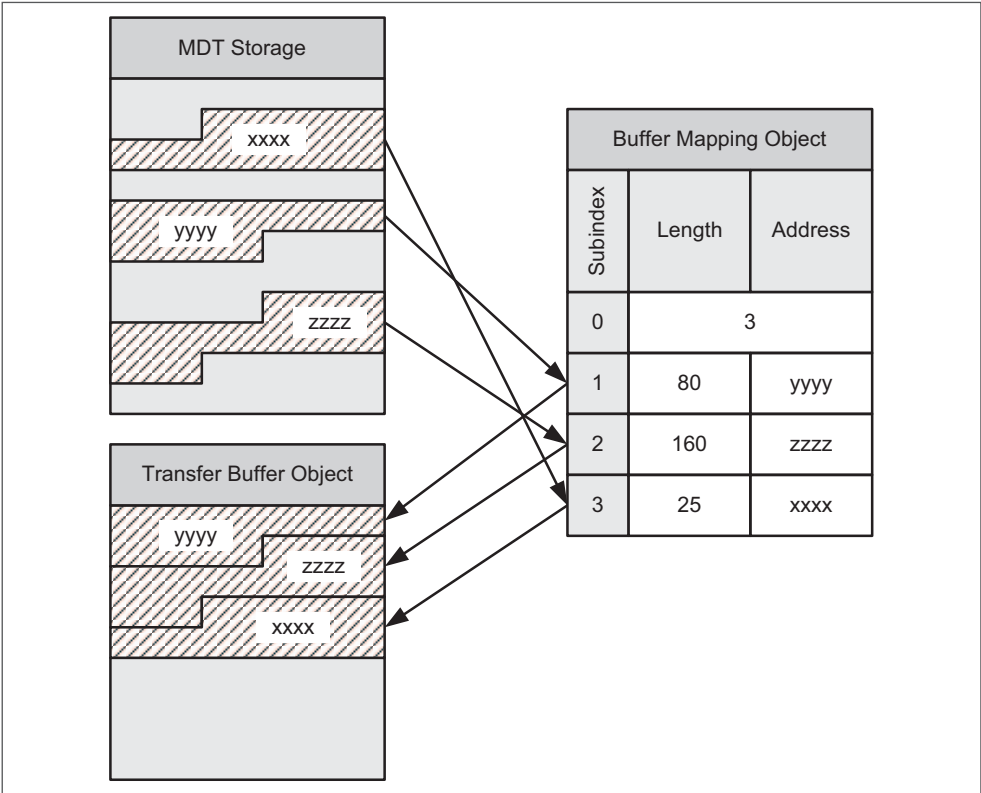 MDT Storage
xxxx
yyyy
zzzz
Buffer Mapping Object
Subindex Length Address
0 3
1 80 yyyy
2 160 zzzz
3 25 xxxx
Transfer Buffer Object
yyyy
zzzz
xxxx